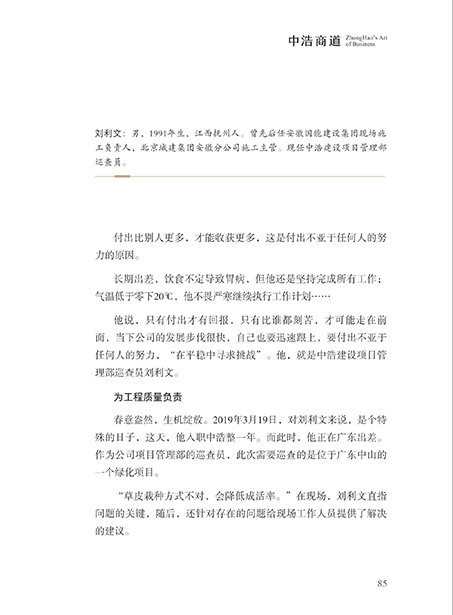 中浩商道 ZhongHao's Art
of Business
刘利文：男，1991年生，江西抚州人。曾先后任安徽国能建设集团现场施
工负责人，北京城建集团安徽分公司施工主管。现任中浩建设项目管理部
巡查员。
付出比别人更多，才能收获更多，这是付出不亚于任何人的努
力的原因。
长期出差，饮食不定导致胃病，但他还是坚持完成所有工作；
气温低于零下20℃，他不畏严寒继续执行工作计划……
他说，只有付出才有回报，只有比谁都刻苦，才可能走在前
面，当下公司的发展步伐很快，自己也要迅速跟上，要付出不亚于
任何人的努力，“在平稳中寻求挑战”。他，就是中浩建设项目管
理部巡查员刘利文。
为工程质量负责
春意盎然，生机绽放。2019年3月19日，对刘利文来说，是个特
殊的日子，这天，他入职中浩整一年。而此时，他正在广东出差。
作为公司项目管理部的巡查员，此次需要巡查的是位于广东中山的
一个绿化项目。
“草皮栽种方式不对，会降低成活率。”在现场，刘利文直指
问题的关键，随后，还针对存在的问题给现场工作人员提供了解决
的建议。
85